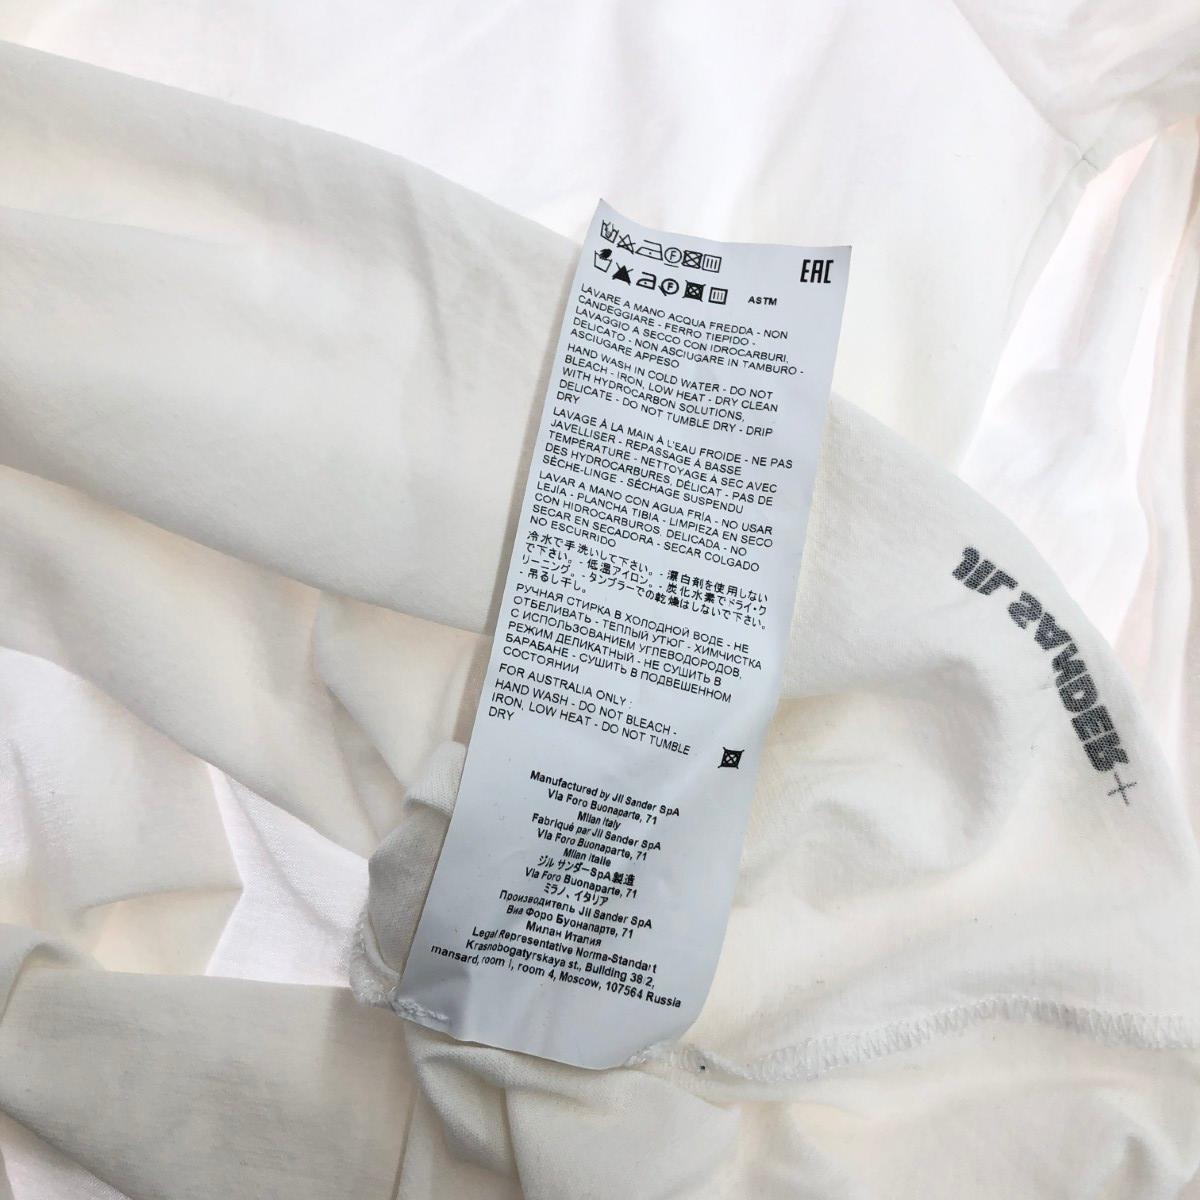 EAC
ASTM
LAVARE A MANO ACQUA FREDDA - NON
CANDEGGIARE - FERRO TIEPIDO -
LAVAGGIO A SECCO CON IDROCARBURI,
DELICATO - NON ASCIUGARE IN TAMBURO -
ASCIUGARE APPESO
HAND WASH IN COLD WATER - DO NOT
BLEACH - IRON, LOW HEAT - DRY CLEAN
WITH HYDROCARBON SOLUTIONS,
DELICATE - DO NOT TUMBLE DRY - DRIP
DRY
LAVAGE À LA MAIN À L'EAU FROIDE - NE PAS
JAVELLISER - REPASSAGE À BASSE
TEMPÉRATURE - NETTOYAGE À SEC AVEC
DES HYDROCARBURES, DÉLICAT - PAS DE
SÈCHE-LINGE - SÉCHAGE SUSPENDU
LAVAR A MANO CON AGUA FRÍA - NO USAR
LEJÍA - PLANCHA TIBIA - LIMPIEZA EN SECO
CON HIDROCARBUROS, DELICADA - NO
SECAR EN SECADORA - SECAR COLGADO
NO ESCURRIDO
冷水で手洗いして下さい。 - 漂白剤を使用しない
で下さい。 - 低温アイロン。 - 炭化水素でドライ・ク
リーニング。 - タンブラーでの乾燥はしないで下さい。
- 吊るし干し。
РУЧНАЯ СТИРКА В ХОЛОДНОЙ ВОДЕ - НЕ
ОТБЕЛИВАТЬ - ТЕПЛЫЙ УТЮГ - ХИМЧИСТКА
С ИСПОЛЬЗОВАНИЕМ УГЛЕВОДОРОДОВ,
РЕЖИМ ДЕЛИКАТНЫЙ - НЕ СУШИТЬ В
БАРАБАНЕ - СУШИТЬ В ПОДВЕШЕННОМ
СОСТОЯНИИ
FOR AUSTRALIA ONLY :
HAND WASH - DO NOT BLEACH -
IRON, LOW HEAT - DO NOT TUMBLE
DRY
Manufactured by Jil Sander SpA
Via Foro Buonaparte, 71
Milan Italy
Fabriqué par Jil Sander SpA
Via Foro Buonaparte, 71
Milan Italie
ジル サンダーSpA製造
Via Foro Buonaparte, 71
ミラノ、イタリア
Производитель Jil Sander SpA
Виа Форо Буонапарте, 71
Милан Италия
Legal Representative Norma-Standart
Krasnobogatyrskaya st., Building 38/2,
mansard, room I, room 4, Moscow, 107564 Russia
JIL SANDER+